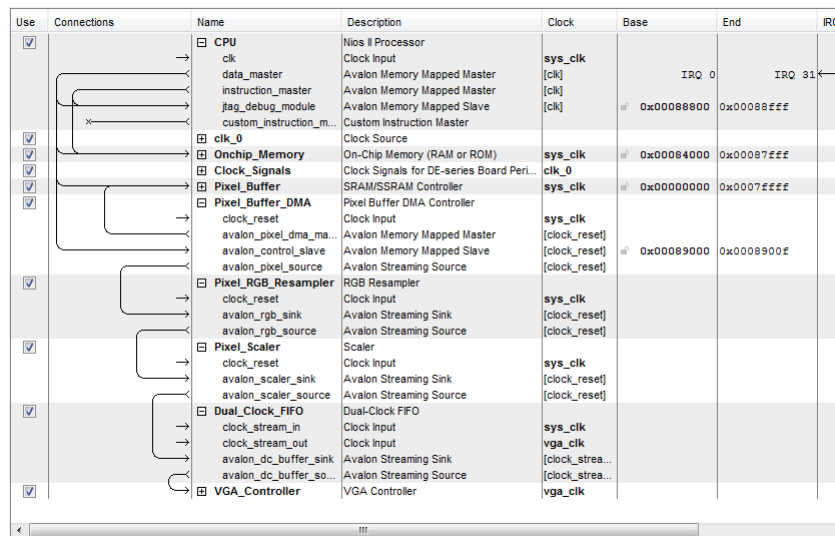 Use Connections Name Description Clock Base End IRQ
CPU Nios II Processor
clk Clock Input sys_clk
data_master Avalon Memory Mapped Master [clk] IRQ 0 IRQ 31
instruction_master Avalon Memory Mapped Master [clk]
jtag_debug_module Avalon Memory Mapped Slave [clk] 0x00088800 0x00088fff
custom_instruction_m... Custom Instruction Master
clk_0 Clock Source
Onchip_Memory On-Chip Memory (RAM or ROM) sys_clk 0x00084000 0x00087fff
Clock_Signals Clock Signals for DE-series Board Peri... clk_0
Pixel_Buffer SRAM/SSRAM Controller sys_clk 0x00000000 0x0007ffff
Pixel_Buffer_DMA Pixel Buffer DMA Controller
clock_reset Clock Input sys_clk
avalon_pixel_dma_ma... Avalon Memory Mapped Master [clock_reset]
avalon_control_slave Avalon Memory Mapped Slave [clock_reset] 0x00089000 0x0008900f
avalon_pixel_source Avalon Streaming Source [clock_reset]
Pixel_RGB_Resampler RGB Resampler
clock_reset Clock Input sys_clk
avalon_rgb_sink Avalon Streaming Sink [clock_reset]
avalon_rgb_source Avalon Streaming Source [clock_reset]
Pixel_Scaler Scaler
clock_reset Clock Input sys_clk
avalon_scaler_sink Avalon Streaming Sink [clock_reset]
avalon_scaler_source Avalon Streaming Source [clock_reset]
Dual_Clock_FIFO Dual-Clock FIFO
clock_stream_in Clock Input sys_clk
clock_stream_out Clock Input vga_clk
avalon_dc_buffer_sink Avalon Streaming Sink [clock_strea...
avalon_dc_buffer_so... Avalon Streaming Source [clock_strea...
VGA_Controller VGA Controller vga_clk